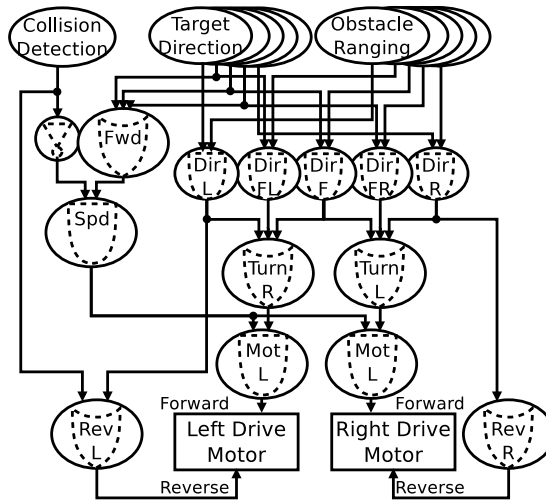 Collision
Detection
Target
Direction
Obstacle
Ranging
Fwd
Dir
L
Dir
FL
Dir
F
Dir
FR
Dir
R
Spd
Turn
R
Turn
L
Mot
L
Mot
L
Forward
Forward
Rev
L
Left Drive
Motor
Right Drive
Motor
Rev
R
Reverse
Reverse